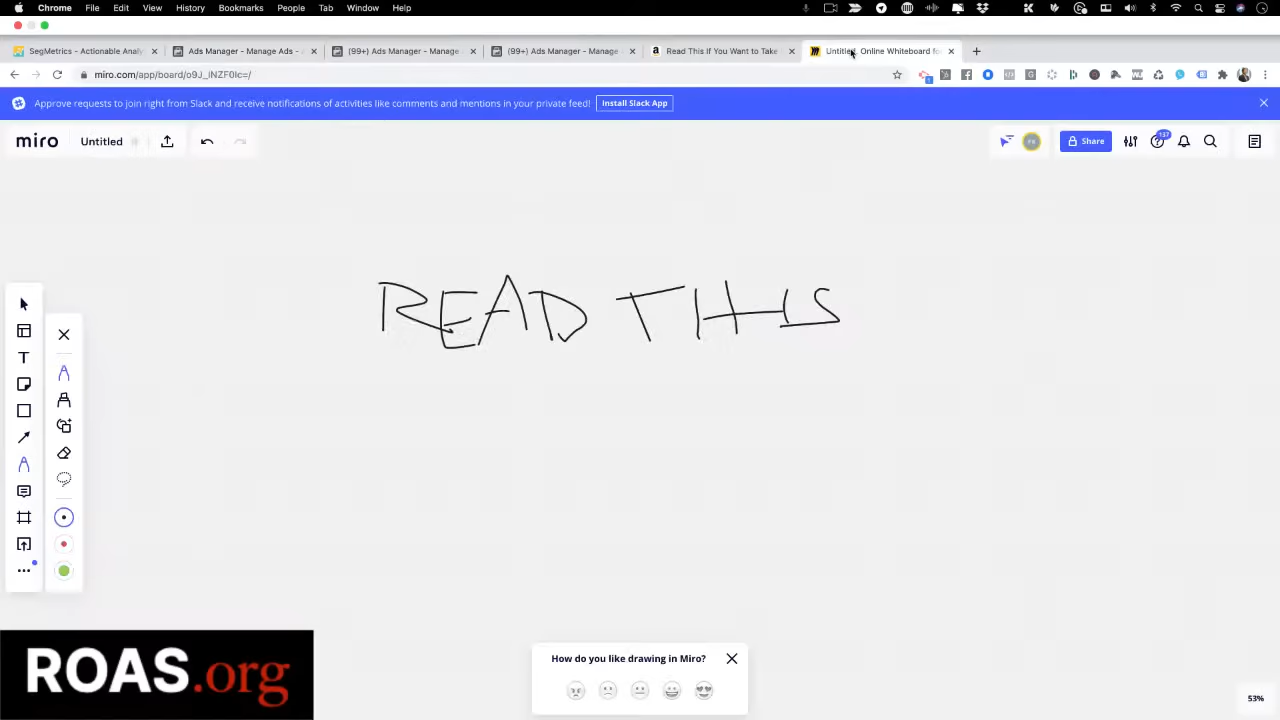 Chrome File Edit View History Bookmarks People Tab Window Help
SegMetrics - Actionable Analy Ads Manager - Manage Ads - (99+) Ads Manager - Manage (99+) Ads Manager - Manage Read This If You Want to Take Untitled, Online Whiteboard fo
miro.com/app/board/o9J_iNZF0Ic=/
Approve requests to join right from Slack and receive notifications of activities like comments and mentions in your private feed! Install Slack App
miro Untitled Share 137
READ THIS
ROAS.org
How do you like drawing in Miro?
53%